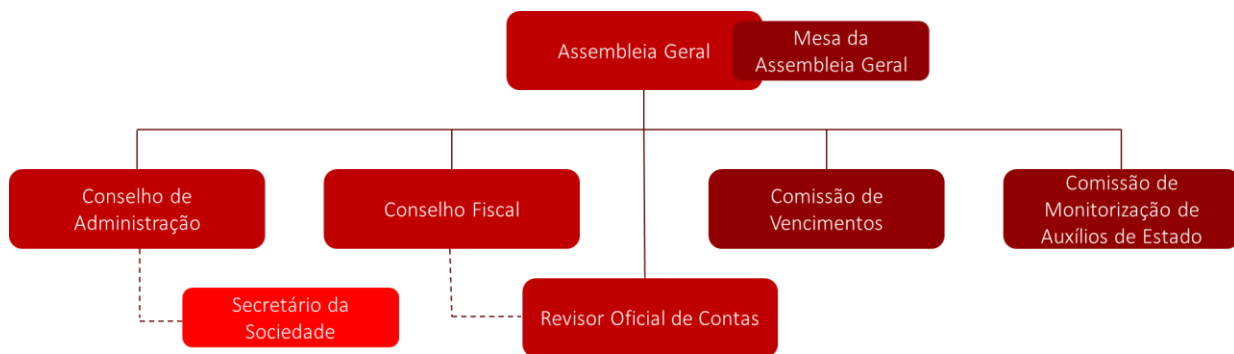 Assembleia Geral
Mesa da
Assembleia Geral
Conselho de
Administração
Conselho Fiscal
Comissão de
Vencimentos
Comissão de
Monitorização de
Auxílios de Estado
Secretário da
Sociedade
Revisor Oficial de Contas